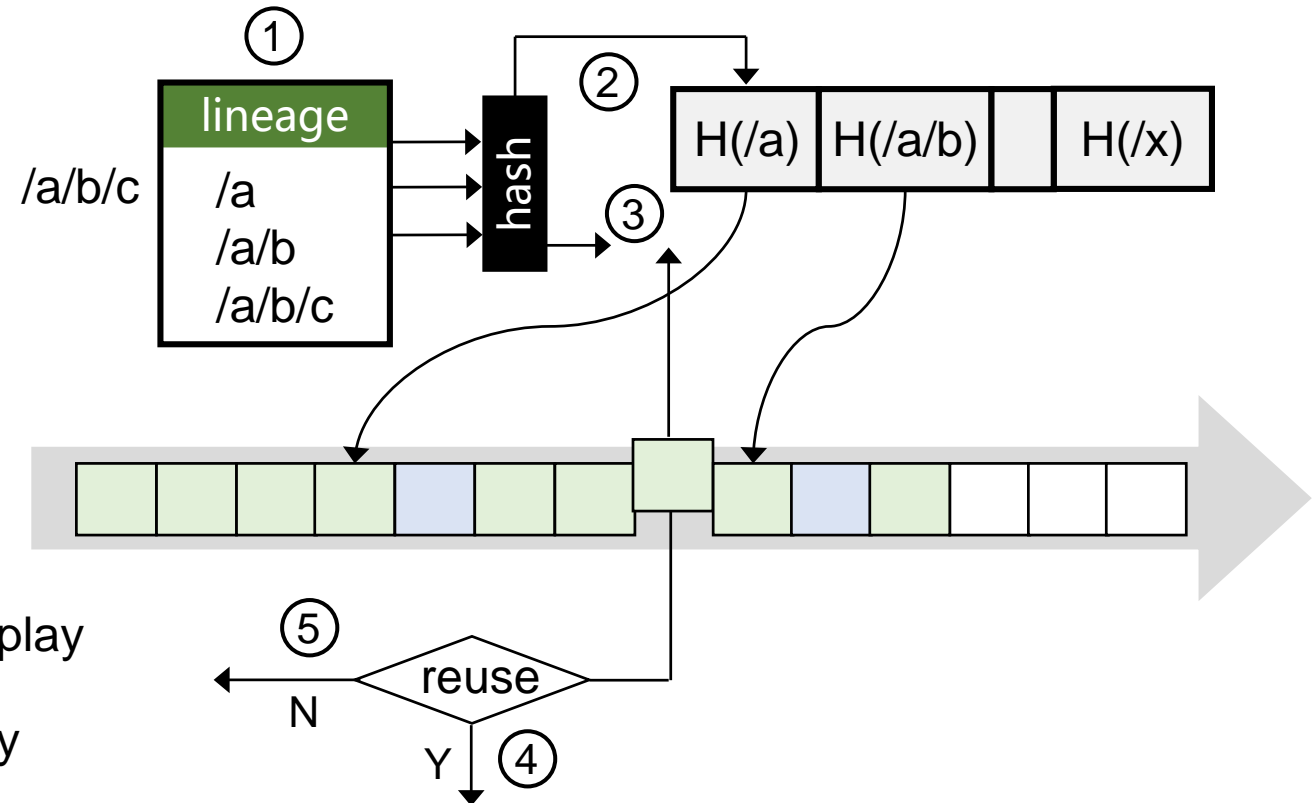 ①
②
lineage
hash
H(/a) H(/a/b) H(/x)
/a/b/c
/a
③
/a/b
/a/b/c
play
⑤
reuse
N
y
Y ④